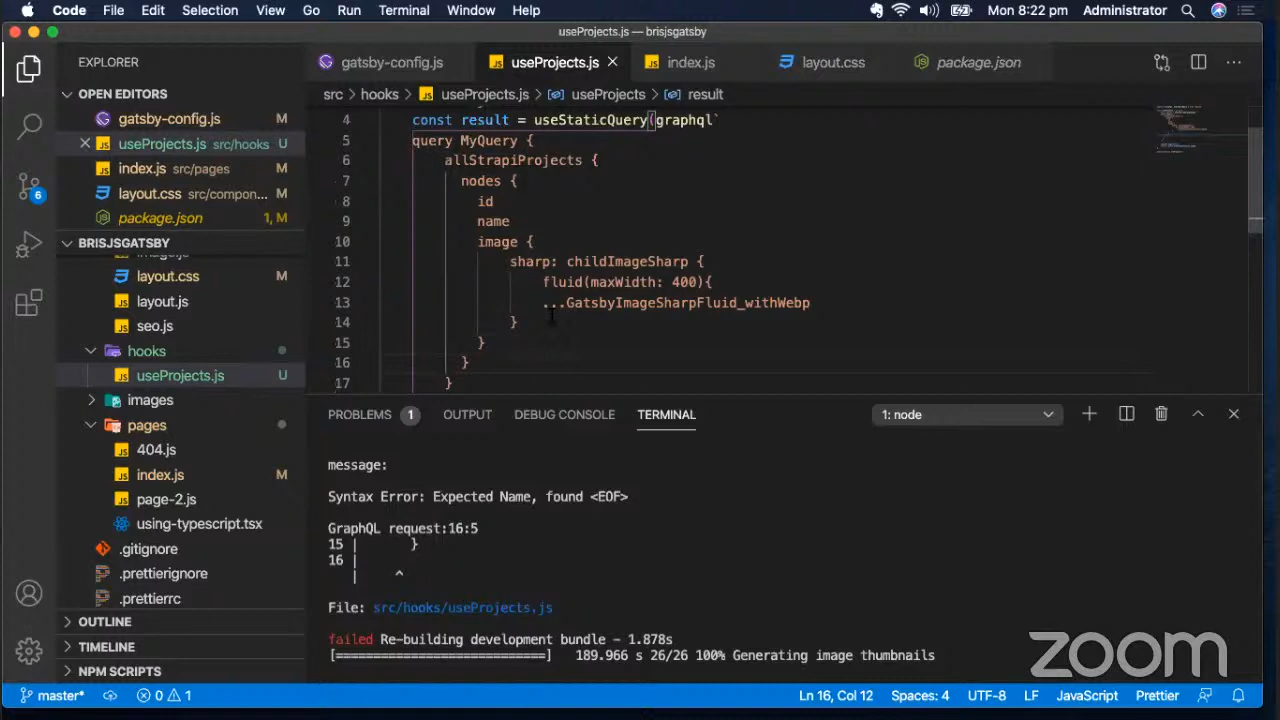 Code File Edit Selection View Go Run Terminal Window Help Mon 8:22 pm Administrator
useProjects.js — brisjsgatsby
EXPLORER
OPEN EDITORS
gatsby-config.js M
useProjects.js src/hooks U
index.js src/pages M
layout.css src/compon... M
package.json 1, M
BRISJSGATSBY
layout.css M
layout.js
seo.js
hooks
useProjects.js U
images
pages
404.js
index.js M
page-2.js
using-typescript.tsx
.gitignore
.prettierignore
.prettierrc
OUTLINE
TIMELINE
NPM SCRIPTS
6
gatsby-config.js useProjects.js index.js layout.css package.json
src > hooks > useProjects.js > useProjects > result
4 const result = useStaticQuery(graphql`
5 query MyQuery {
6 allStrapiProjects {
7 nodes {
8 id
9 name
10 image {
11 sharp: childImageSharp {
12 fluid(maxWidth: 400){
13 ...GatsbyImageSharpFluid_withWebp
14 }
15 }
16 }
17 }
PROBLEMS 1 OUTPUT DEBUG CONSOLE TERMINAL 1: node
message:
Syntax Error: Expected Name, found <EOF>
GraphQL request:16:5
15 | }
16 |
| ^
File: src/hooks/useProjects.js
failed Re-building development bundle - 1.878s
[===========================] 189.966 s 26/26 100% Generating image thumbnails
zoom
master* 0 1 Ln 16, Col 12 Spaces: 4 UTF-8 LF JavaScript Prettier